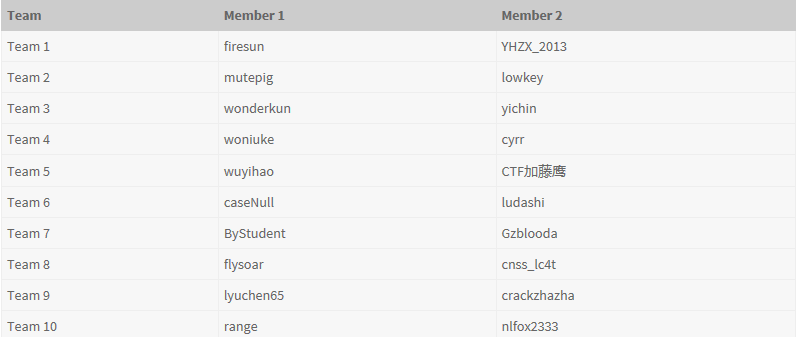 Team Member 1 Member 2
Team 1 firesun YHZX_2013
Team 2 mutepig lowkey
Team 3 wonderkun yichin
Team 4 woniuke cyrr
Team 5 wuyihao CTF加藤鹰
Team 6 caseNull ludashi
Team 7 ByStudent Gzblooda
Team 8 flysoar cnss_lc4t
Team 9 lyuchen65 crackzhazha
Team 10 range nlfox2333